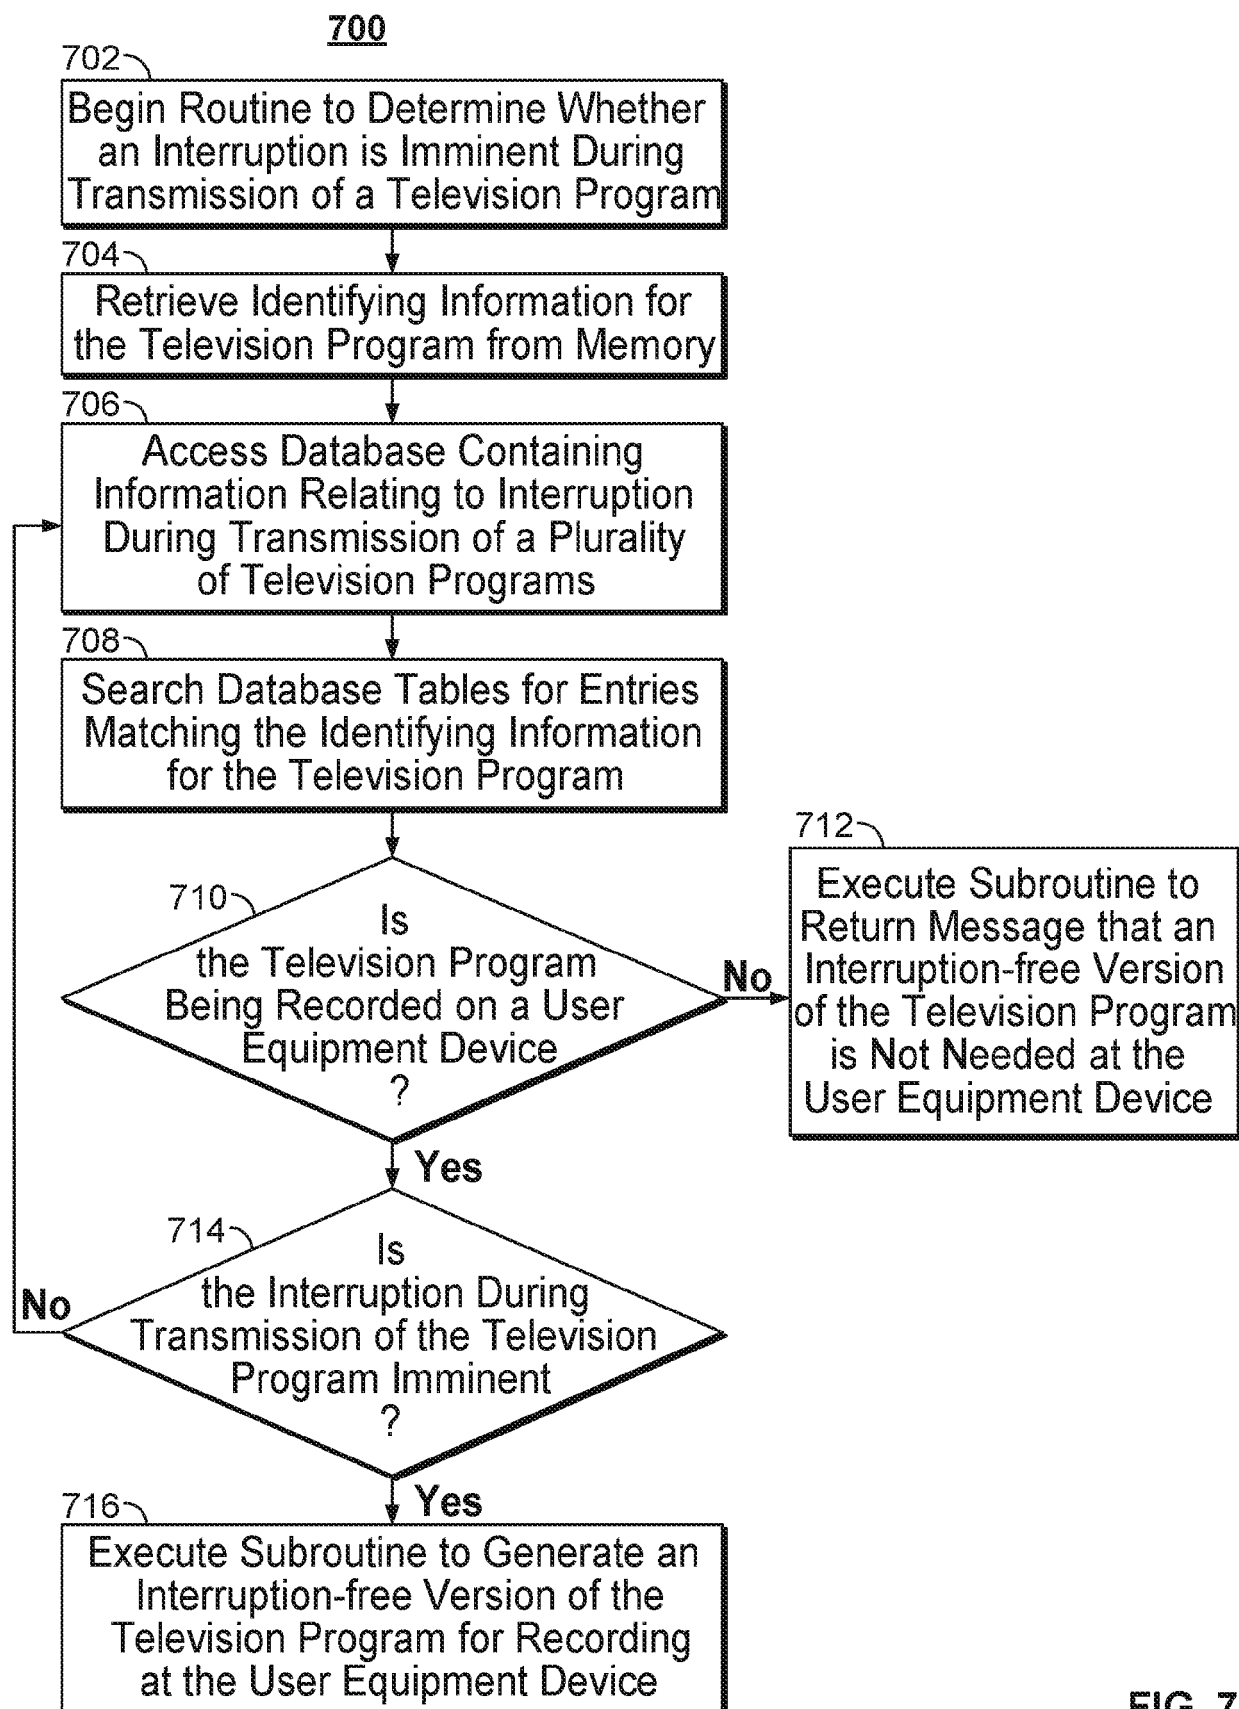 700
702
Begin Routine to Determine Whether
an Interruption is Imminent During
Transmission of a Television Program
704
Retrieve Identifying Information for
the Television Program from Memory
706
Access Database Containing
Information Relating to Interruption
During Transmission of a Plurality
of Television Programs
708
Search Database Tables for Entries
Matching the Identifying Information
for the Television Program
710
Is
the Television Program
Being Recorded on a User
Equipment Device
?
No
712
Execute Subroutine to
Return Message that an
Interruption-free Version
of the Television Program
is Not Needed at the
User Equipment Device
Yes
714
Is
the Interruption During
Transmission of the Television
Program Imminent
?
No
Yes
716
Execute Subroutine to Generate an
Interruption-free Version of the
Television Program for Recording
at the User Equipment Device
FIG. 7